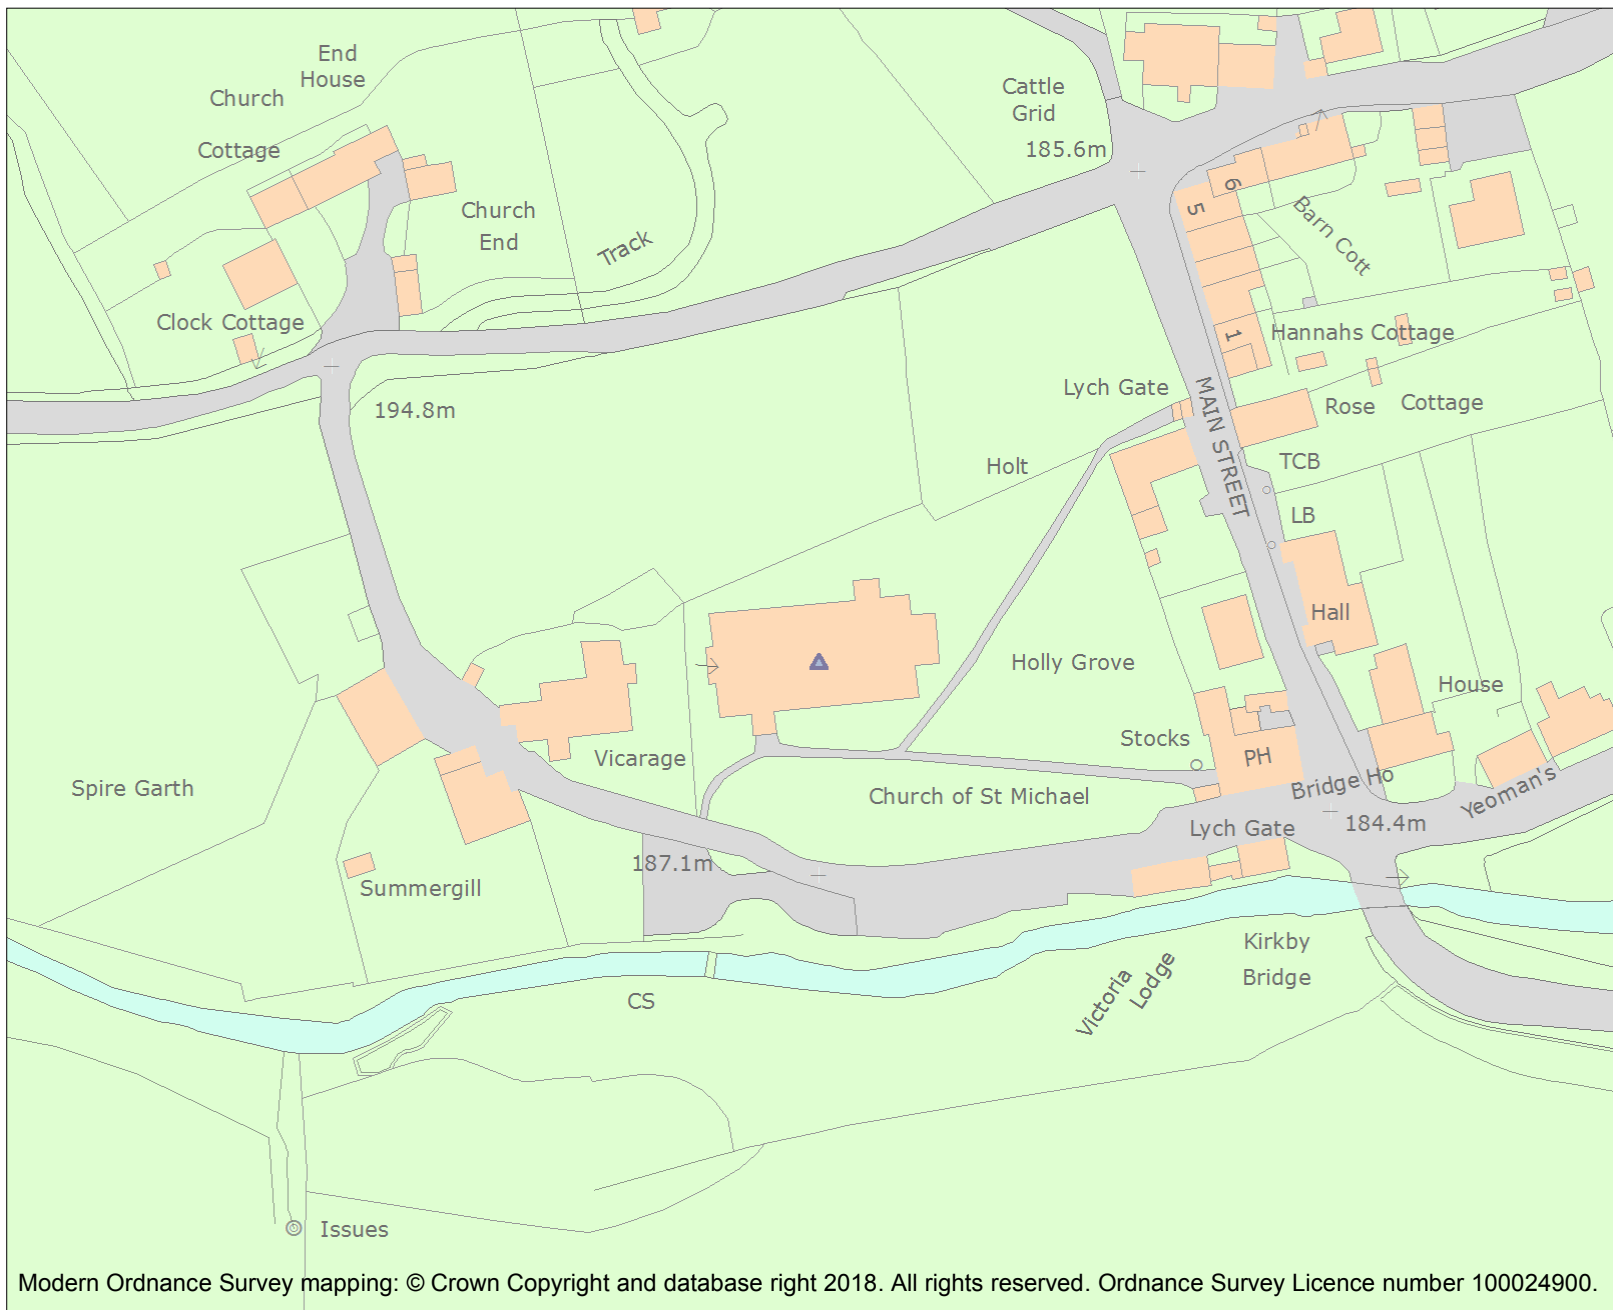 End
House
Church
Cottage
Cattle
Grid
185.6m
Church
End
Track
6
5
Barn Cott
Clock Cottage
1
Hannahs Cottage
194.8m
Lych Gate
MAIN STREET
Rose Cottage
Holt
TCB
LB
Hall
Holly Grove
House
Stocks
PH
Vicarage
Spire Garth
Church of St Michael
Bridge Ho
Yeoman's
Lych Gate
184.4m
187.1m
Summergill
Kirkby
Bridge
Victoria
Lodge
CS
Issues
Modern Ordnance Survey mapping: © Crown Copyright and database right 2018. All rights reserved. Ordnance Survey Licence number 100024900.